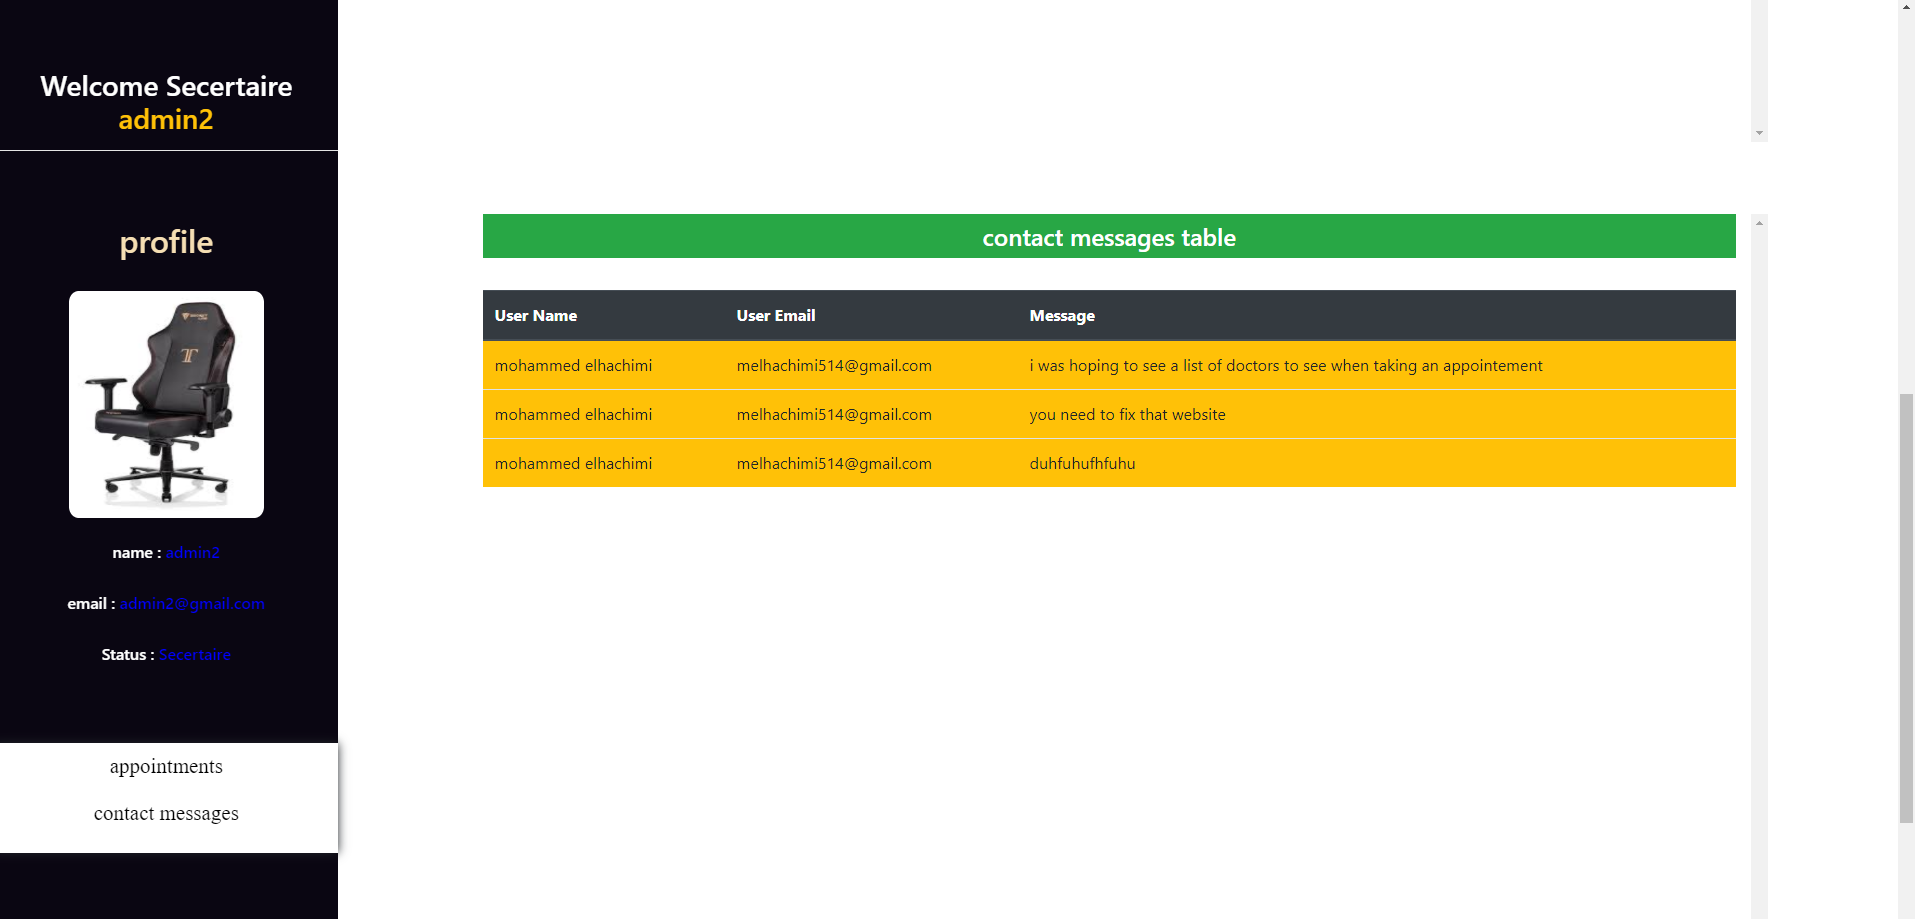 Welcome Secertaire
admin2
profile
name : admin2
email : admin2@gmail.com
Status : Secertaire
appointments
contact messages
contact messages table
User Name User Email Message
mohammed elhachimi melhachimi514@gmail.com i was hoping to see a list of doctors to see when taking an appointement
mohammed elhachimi melhachimi514@gmail.com you need to fix that website
mohammed elhachimi melhachimi514@gmail.com duhfuhufhfuhu